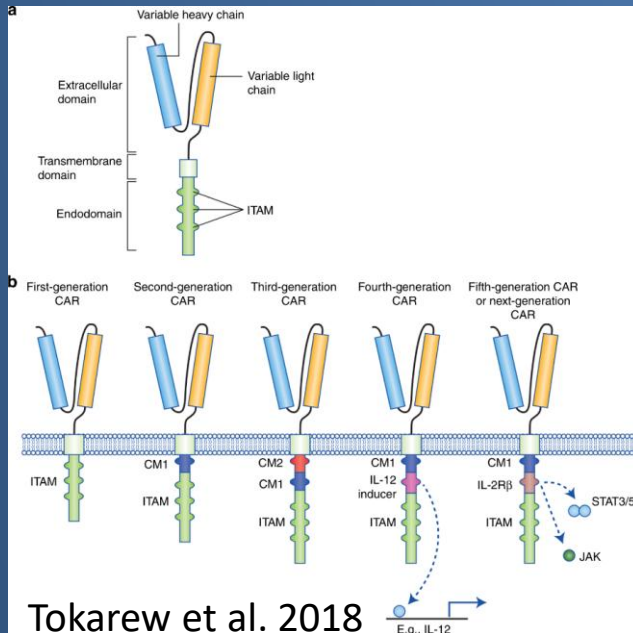 a
Variable heavy chain
Extracellular
domain
Variable light
chain
Transmembrane
domain
Endodomain
ITAM
b
First-generation
CAR
Second-generation
CAR
Third-generation
CAR
Fourth-generation
CAR
Fifth-generation CAR
or next-generation
CAR
ITAM
CM1
ITAM
CM2
CM1
ITAM
CM1
IL-12
inducer
ITAM
CM1
IL-2Rβ
ITAM
STAT3/5
JAK
E.g., IL-12
Tokarew et al. 2018